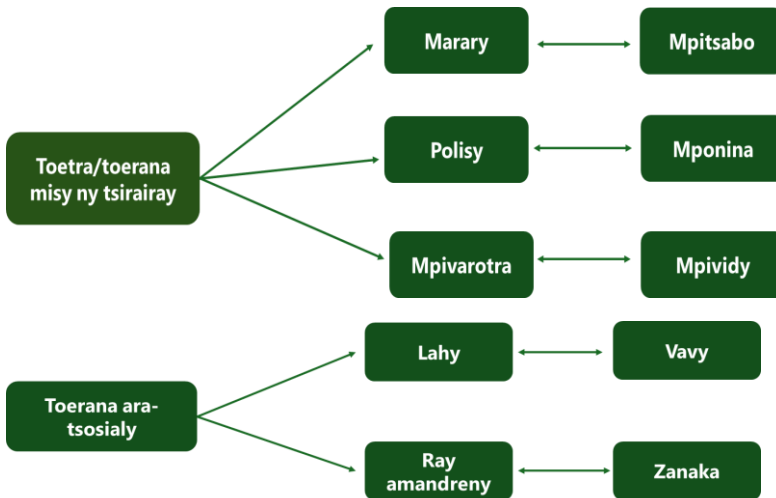 Marary
Mpitsabo
Toetra/toerana
misy ny tsirairay
Polisy
Mponina
Mpivarotra
Mpividy
Lahy
Vavy
Toerana ara-
tsosialy
Ray
amandreny
Zanaka